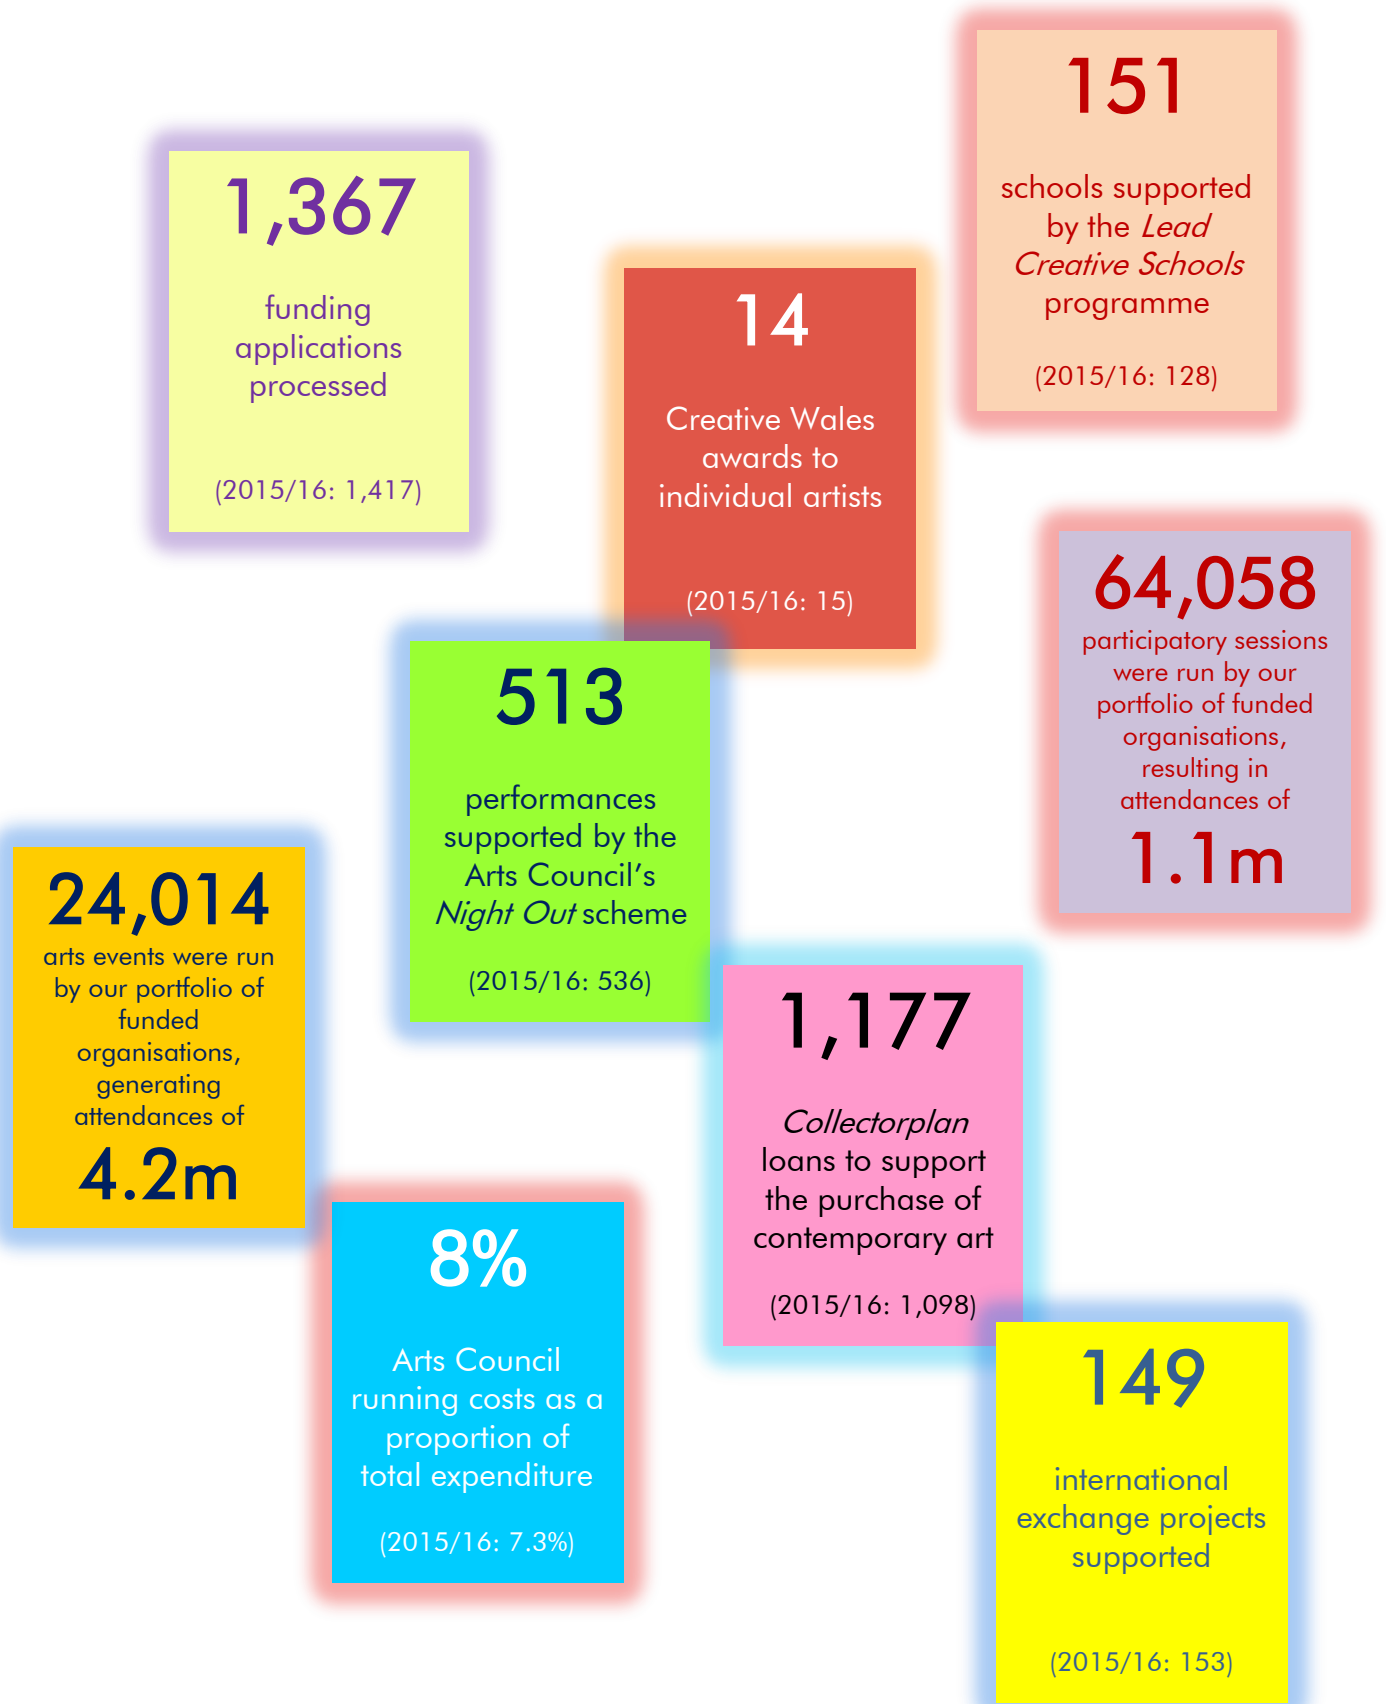 151
schools supported
by the Lead
Creative Schools
programme
(2015/16: 128)
1,367
funding
applications
processed
(2015/16: 1,417)
14
Creative Wales
awards to
individual artists
(2015/16: 15)
64,058
participatory sessions
were run by our
portfolio of funded
organisations,
resulting in
attendances of
1.1m
513
performances
supported by the
Arts Council’s
Night Out scheme
(2015/16: 536)
24,014
arts events were run
by our portfolio of
funded
organisations,
generating
attendances of
4.2m
1,177
Collectorplan
loans to support
the purchase of
contemporary art
(2015/16: 1,098)
8%
Arts Council
running costs as a
proportion of
total expenditure
(2015/16: 7.3%)
149
international
exchange projects
supported
(2015/16: 153)